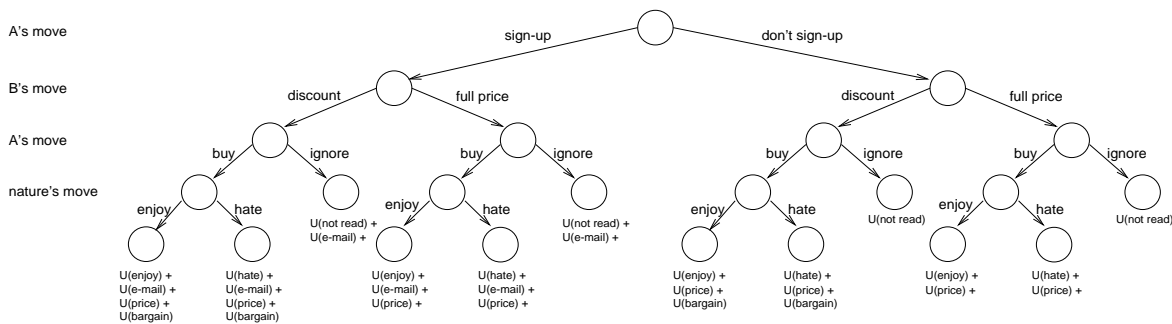 A's move
sign-up
don't sign-up
B's move
discount
full price
discount
full price
A's move
buy
ignore
buy
ignore
buy
ignore
buy
ignore
nature's move
enjoy
hate
U(not read) +
U(e-mail) +
enjoy
hate
U(not read) +
U(e-mail) +
enjoy
hate
U(not read)
enjoy
hate
U(not read)
U(enjoy) +
U(e-mail) +
U(price) +
U(bargain)
U(hate) +
U(e-mail) +
U(price) +
U(bargain)
U(enjoy) +
U(e-mail) +
U(price) +
U(hate) +
U(e-mail) +
U(price) +
U(enjoy) +
U(price) +
U(bargain)
U(hate) +
U(price) +
U(bargain)
U(enjoy) +
U(price) +
U(hate) +
U(price) +